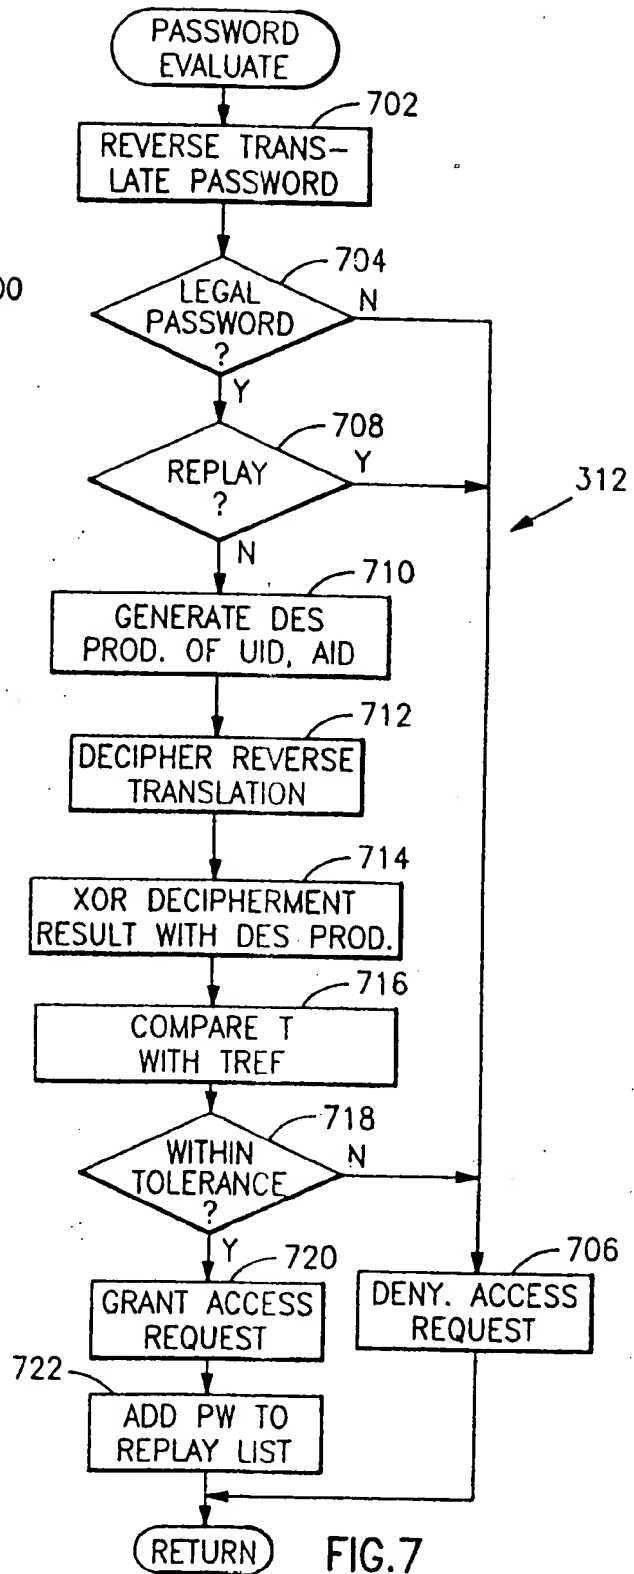 PASSWORD
EVALUATE
702
REVERSE TRANS-
LATE PASSWORD
704
00
LEGAL
PASSWORD
?
N
Y
708
REPLAY
?
Y
N
312
710
GENERATE DES
PROD. OF UID, AID
712
DECIPHER REVERSE
TRANSLATION
714
XOR DECIPHERMENT
RESULT WITH DES PROD.
716
COMPARE T
WITH TREF
718
WITHIN
TOLERANCE
?
N
Y
720
GRANT ACCESS
REQUEST
706
DENY. ACCESS
REQUEST
722
ADD PW TO
REPLAY LIST
RETURN
FIG.7